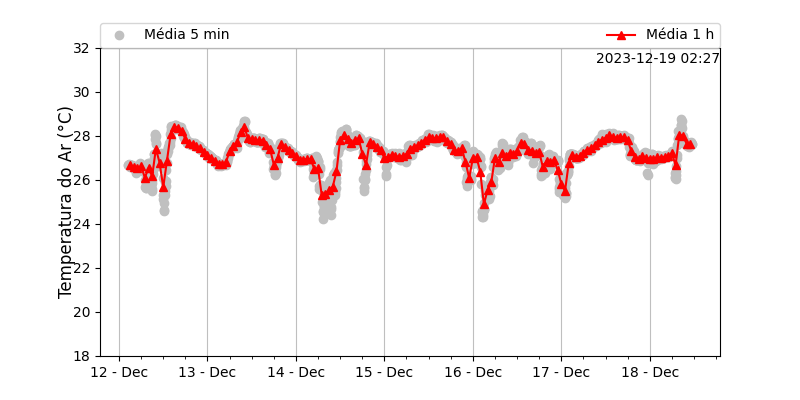 Média 5 min
Média 1 h
2023-12-19 02:27
Temperatura do Ar (°C)
32
30
28
26
24
22
20
18
12 - Dec
13 - Dec
14 - Dec
15 - Dec
16 - Dec
17 - Dec
18 - Dec